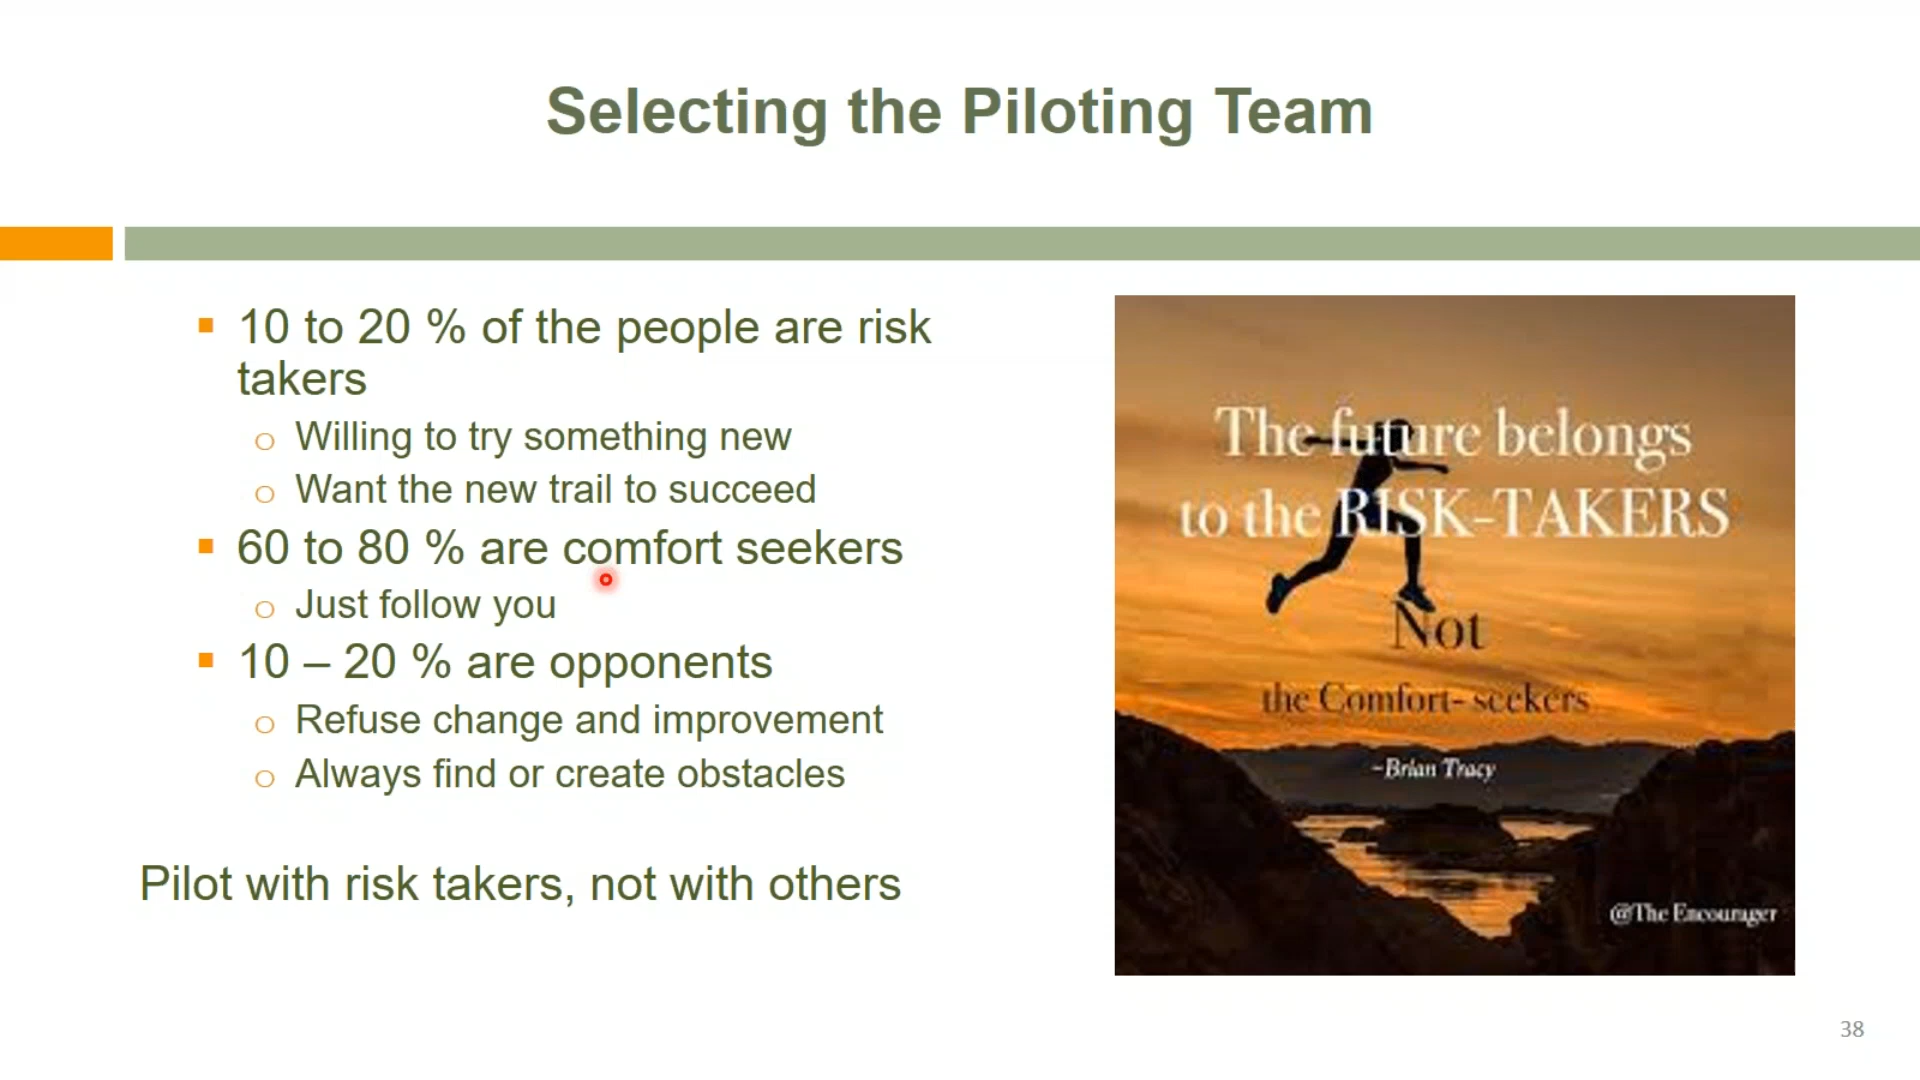 Selecting the Piloting Team
10 to 20 % of the people are risk
takers
Willing to try something new
Want the new trail to succeed
60 to 80 % are comfort seekers
Just follow you
10 – 20 % are opponents
Refuse change and improvement
Always find or create obstacles
Pilot with risk takers, not with others
The future belongs
to the RISK-TAKERS
Not
the Comfort- seekers
~Brian Tracy
@The Encourager
38